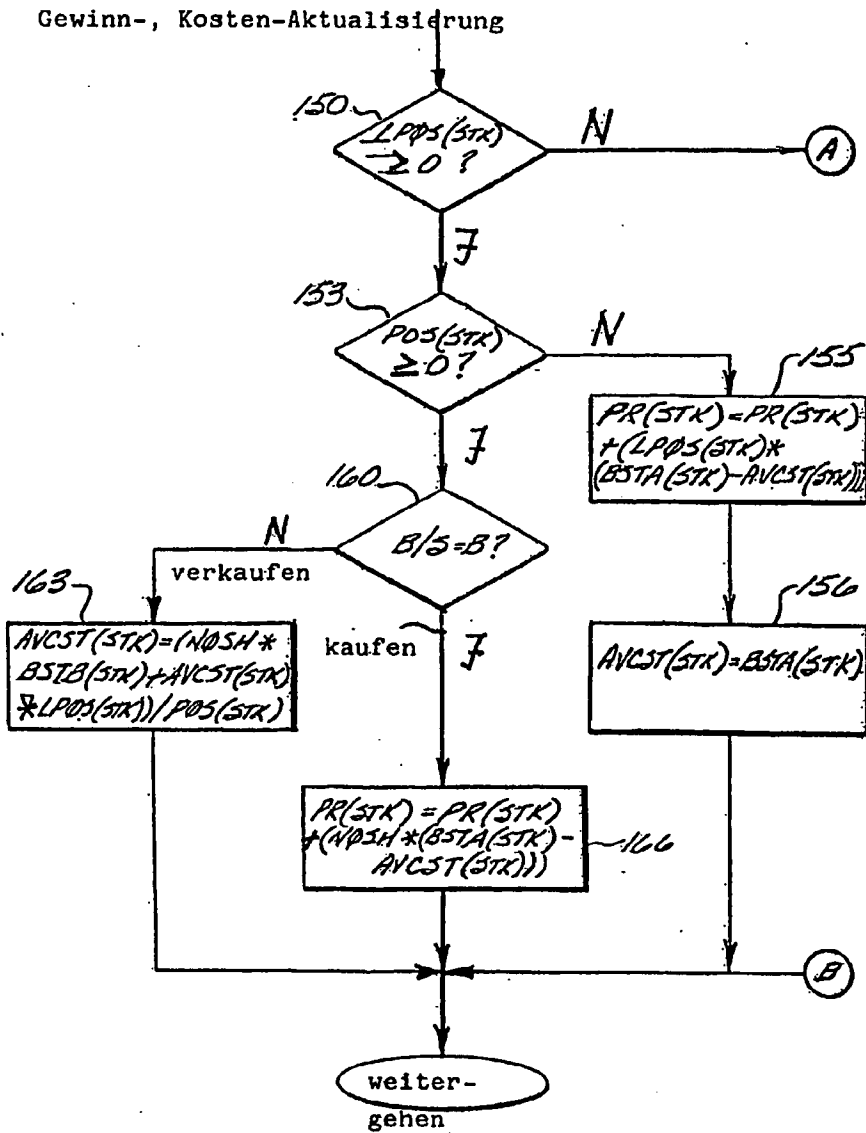 Gewinn-, Kosten-Aktualisierung
150
LPØS(STK)
≥ 0 ?
N
A
J
153
POS(STK)
≥ 0 ?
N
155
PR(STK)=PR(STK)
+(LPØS(STK)*
(BSTA(STK)-AVCST(STK)))
J
160
B/S=B?
N
verkaufen
163
AVCST(STK)=(NØSH*
BSTB(STK)+AVCST(STK)
*LPØS(STK))/PØS(STK)
kaufen
J
156
AVCST(STK)=BSTA(STK)
PR(STK) = PR(STK)
+(NØSH*(BSTA(STK)-
AVCST(STK)))
166
B
weiter-
gehen